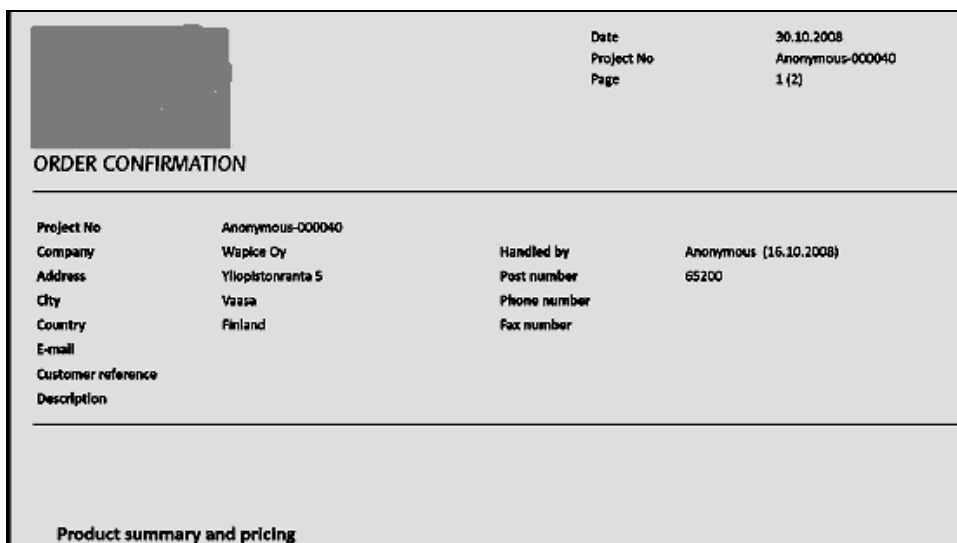 Date 30.10.2008
Project No Anonymous-000040
Page 1 (2)
ORDER CONFIRMATION
Project No Anonymous-000040
Company Wapice Oy Handled by Anonymous (16.10.2008)
Address Yliopistonranta 5 Post number 65200
City Vaasa Phone number
Country Finland Fax number
E-mail
Customer reference
Description
Product summary and pricing